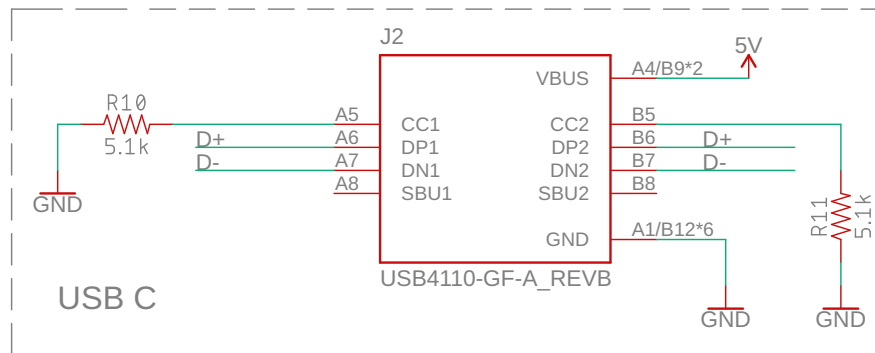 J2
5V
VBUS
A4/B9*2
R10
5.1k
A5
CC1
CC2
B5
D+
A6
DP1
DP2
B6
D+
D-
A7
DN1
DN2
B7
D-
A8
SBU1
SBU2
B8
GND
R11
5.1k
GND
A1/B12*6
USB4110-GF-A_REVB
USB C
GND
GND